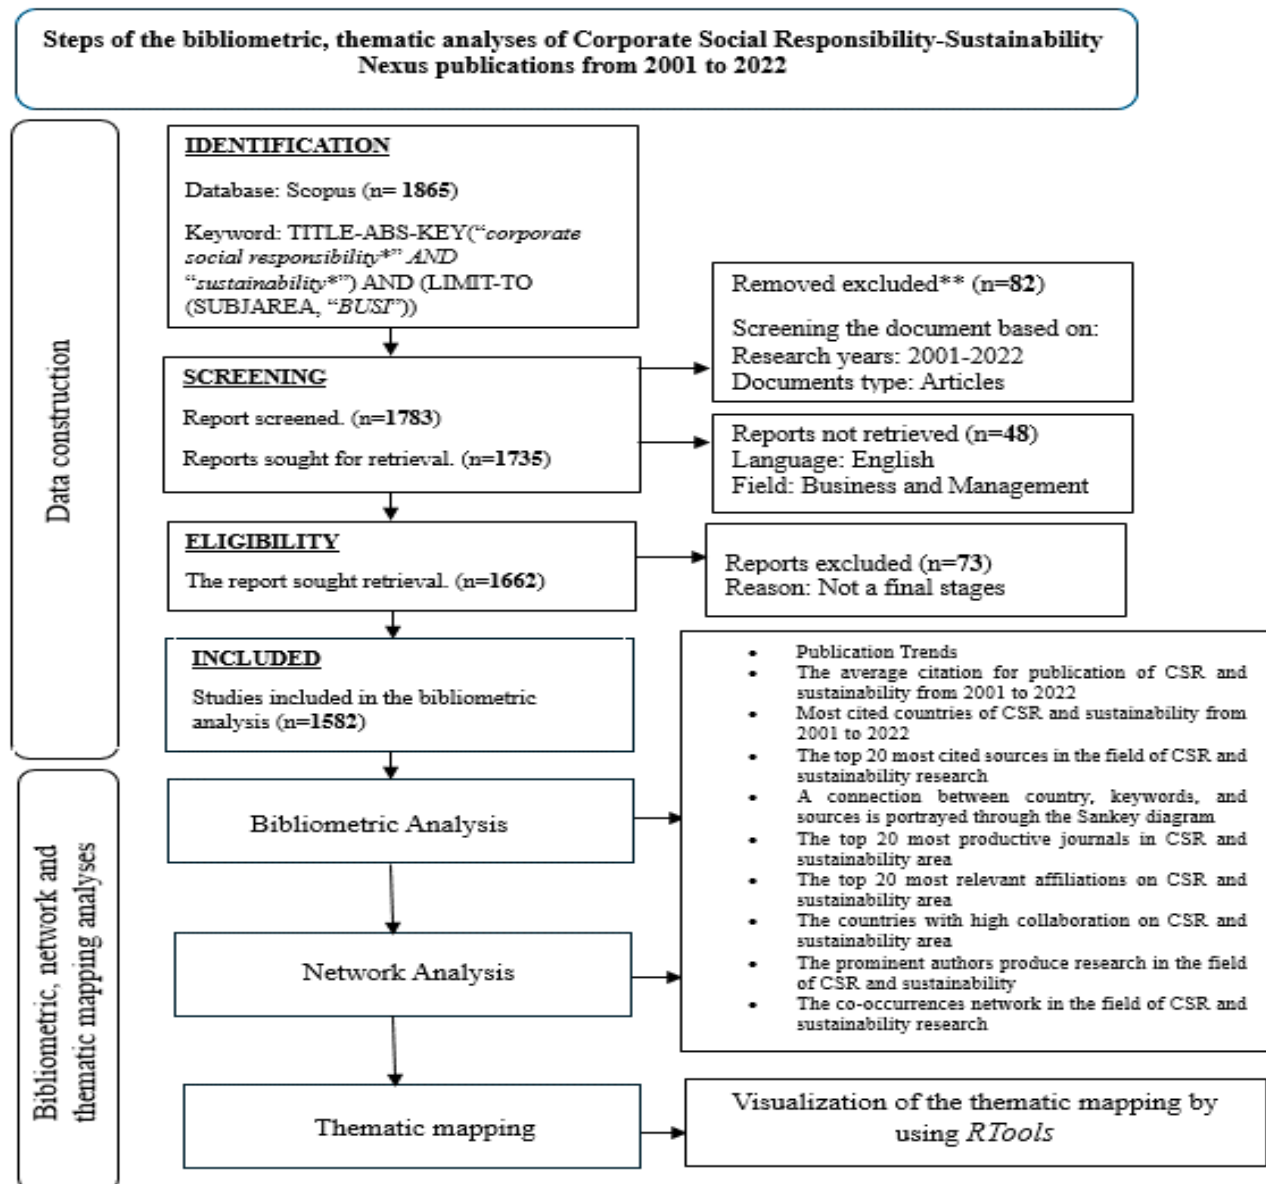 Steps of the bibliometric, thematic analyses of Corporate Social Responsibility-Sustainability
Nexus publications from 2001 to 2022
Data construction
IDENTIFICATION
Database: Scopus (n= 1865)
Keyword: TITLE-ABS-KEY(“corporate
social responsibility*” AND
“sustainability*”) AND (LIMIT-TO
(SUBJAREA, “BUSI”))
Removed excluded** (n=82)
Screening the document based on:
Research years: 2001-2022
Documents type: Articles
SCREENING
Report screened. (n=1783)
Reports sought for retrieval. (n=1735)
Reports not retrieved (n=48)
Language: English
Field: Business and Management
ELIGIBILITY
The report sought retrieval. (n=1662)
Reports excluded (n=73)
Reason: Not a final stages
INCLUDED
Studies included in the bibliometric
analysis (n=1582)
Bibliometric, network and
thematic mapping analyses
Bibliometric Analysis
Network Analysis
• Publication Trends
• The average citation for publication of CSR and
sustainability from 2001 to 2022
• Most cited countries of CSR and sustainability from
2001 to 2022
• The top 20 most cited sources in the field of CSR and
sustainability research
• A connection between country, keywords, and
sources is portrayed through the Sankey diagram
• The top 20 most productive journals in CSR and
sustainability area
• The top 20 most relevant affiliations on CSR and
sustainability area
• The countries with high collaboration on CSR and
sustainability area
• The prominent authors produce research in the field
of CSR and sustainability
• The co-occurrences network in the field of CSR and
sustainability research
Thematic mapping
Visualization of the thematic mapping by
using RTools